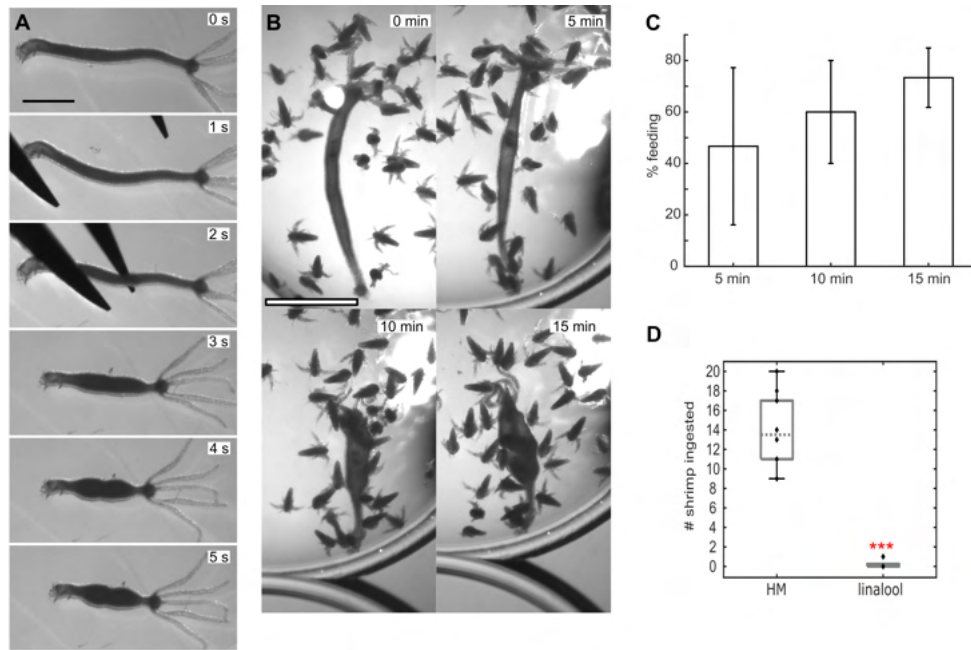 A
0 s
1 s
2 s
3 s
4 s
5 s
B
0 min
5 min
10 min
15 min
C
% feeding
80
60
40
20
0
5 min
10 min
15 min
D
# shrimp ingested
20
18
16
14
12
10
8
6
4
2
0
***
HM
linalool